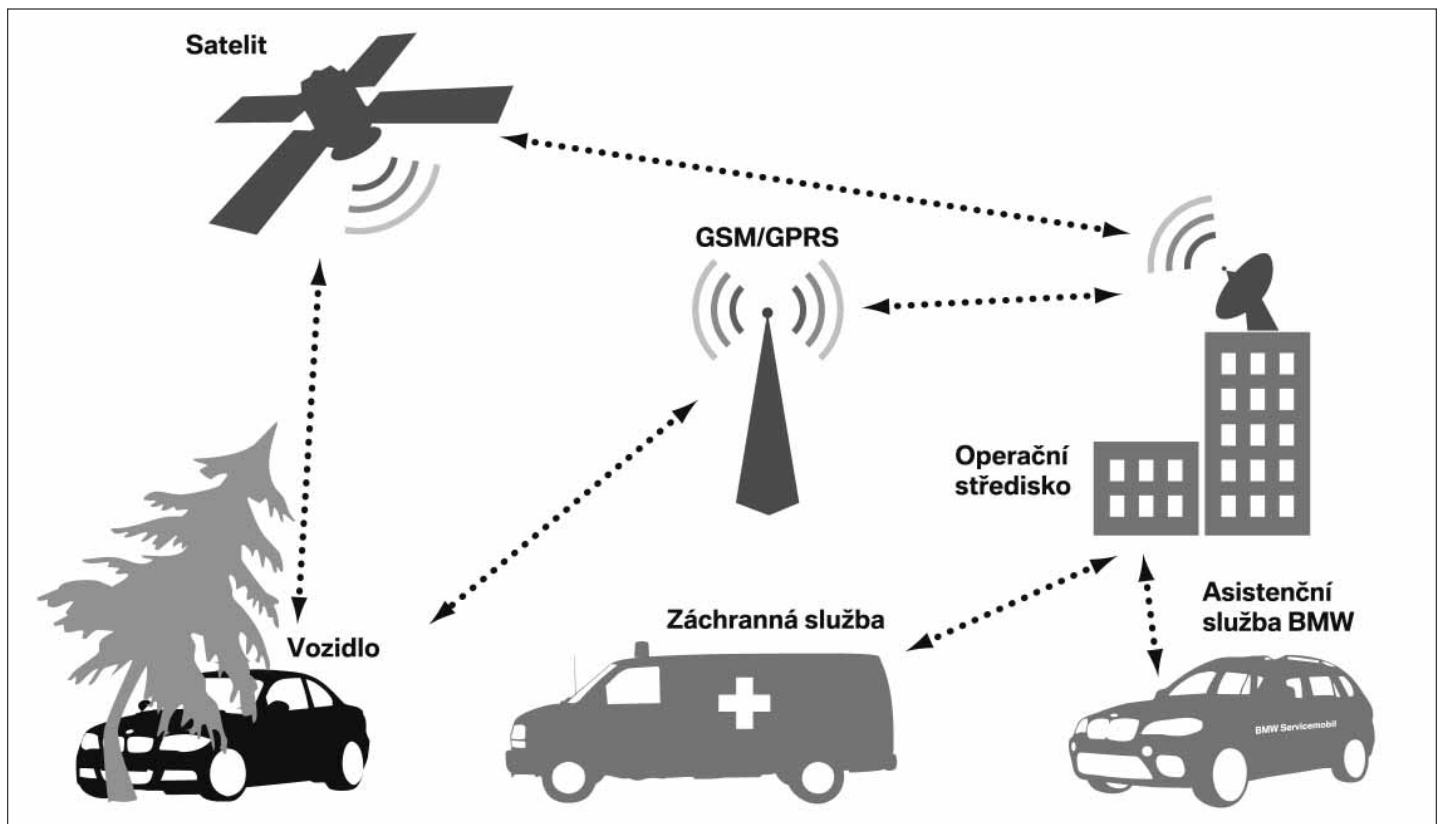 Satelit
GSM/GPRS
Operační
středisko
Vozidlo
Záchranná služba
Asistenční
služba BMW
BMW Servicemobil